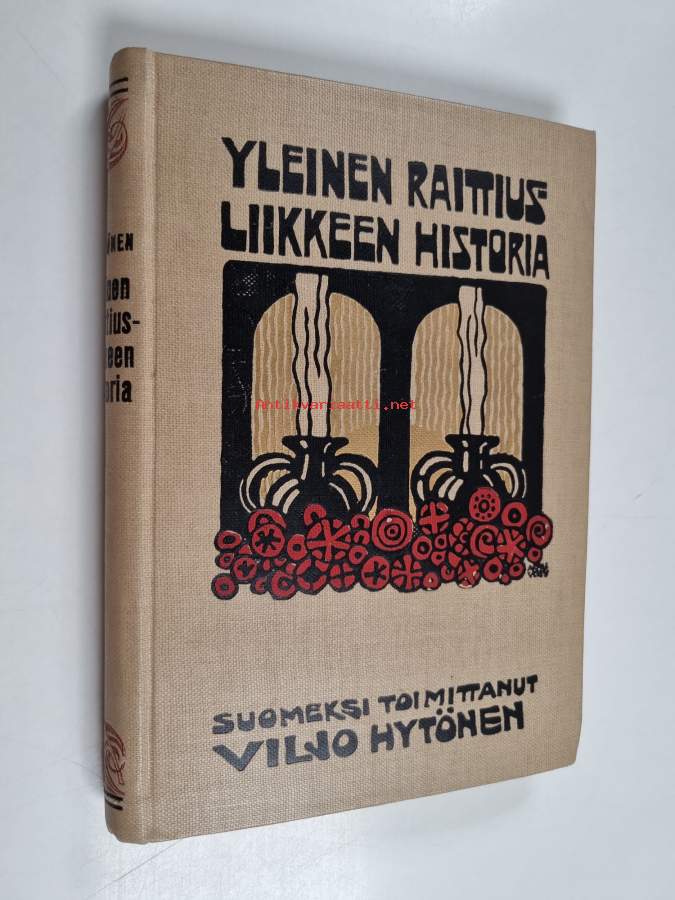 YLEINEN RAITTIUS-
LIIKKEEN HISTORIA
Antikvariaatti.net
SUOMEKSI TOIMITTANUT
VILJO HYTÖNEN